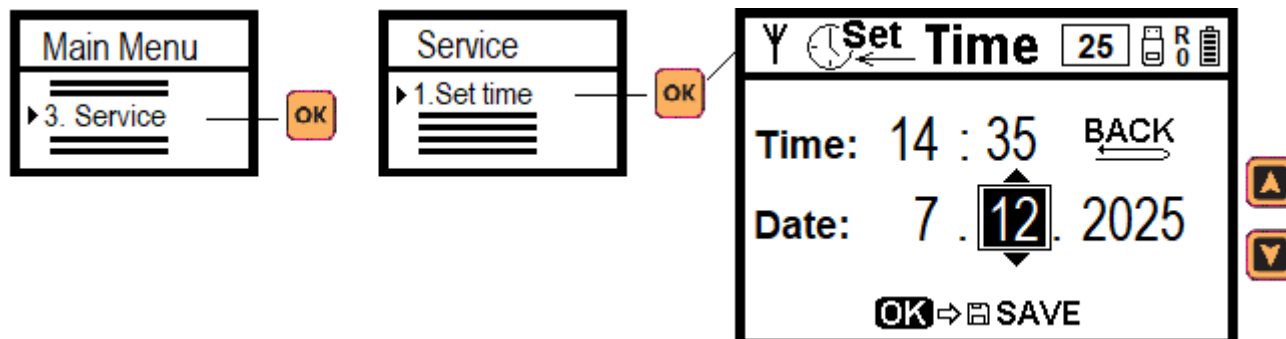 Main Menu
3. Service
OK
Service
1.Set time
OK
Set Time 25 R 0
Time: 14 : 35 BACK
Date: 7 . 12 . 2025
OK ⇨ SAVE